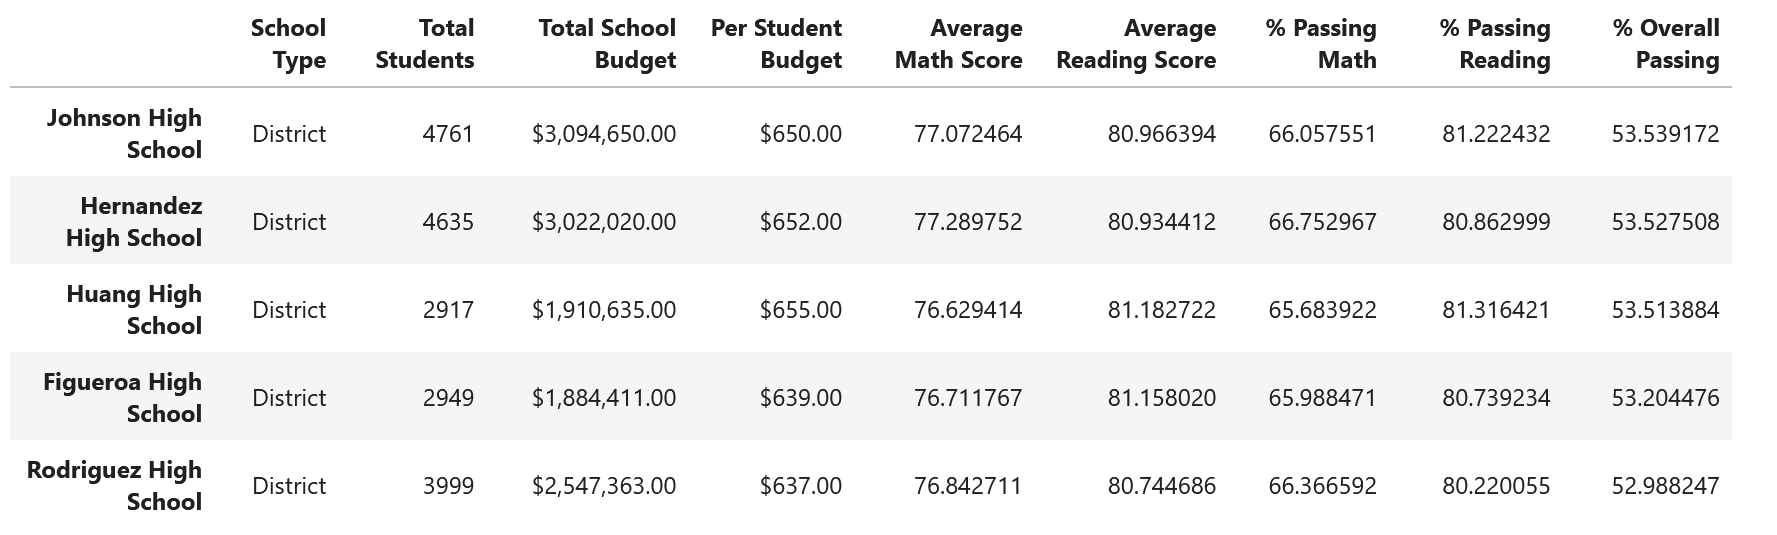 School Total Total School Per Student Average Average % Passing % Passing % Overall
Type Students Budget Budget Math Score Reading Score Math Reading Passing
Johnson High
School District 4761 $3,094,650.00 $650.00 77.072464 80.966394 66.057551 81.222432 53.539172
Hernandez
High School District 4635 $3,022,020.00 $652.00 77.289752 80.934412 66.752967 80.862999 53.527508
Huang High
School District 2917 $1,910,635.00 $655.00 76.629414 81.182722 65.683922 81.316421 53.513884
Figueroa High
School District 2949 $1,884,411.00 $639.00 76.711767 81.158020 65.988471 80.739234 53.204476
Rodriguez High
School District 3999 $2,547,363.00 $637.00 76.842711 80.744686 66.366592 80.220055 52.988247